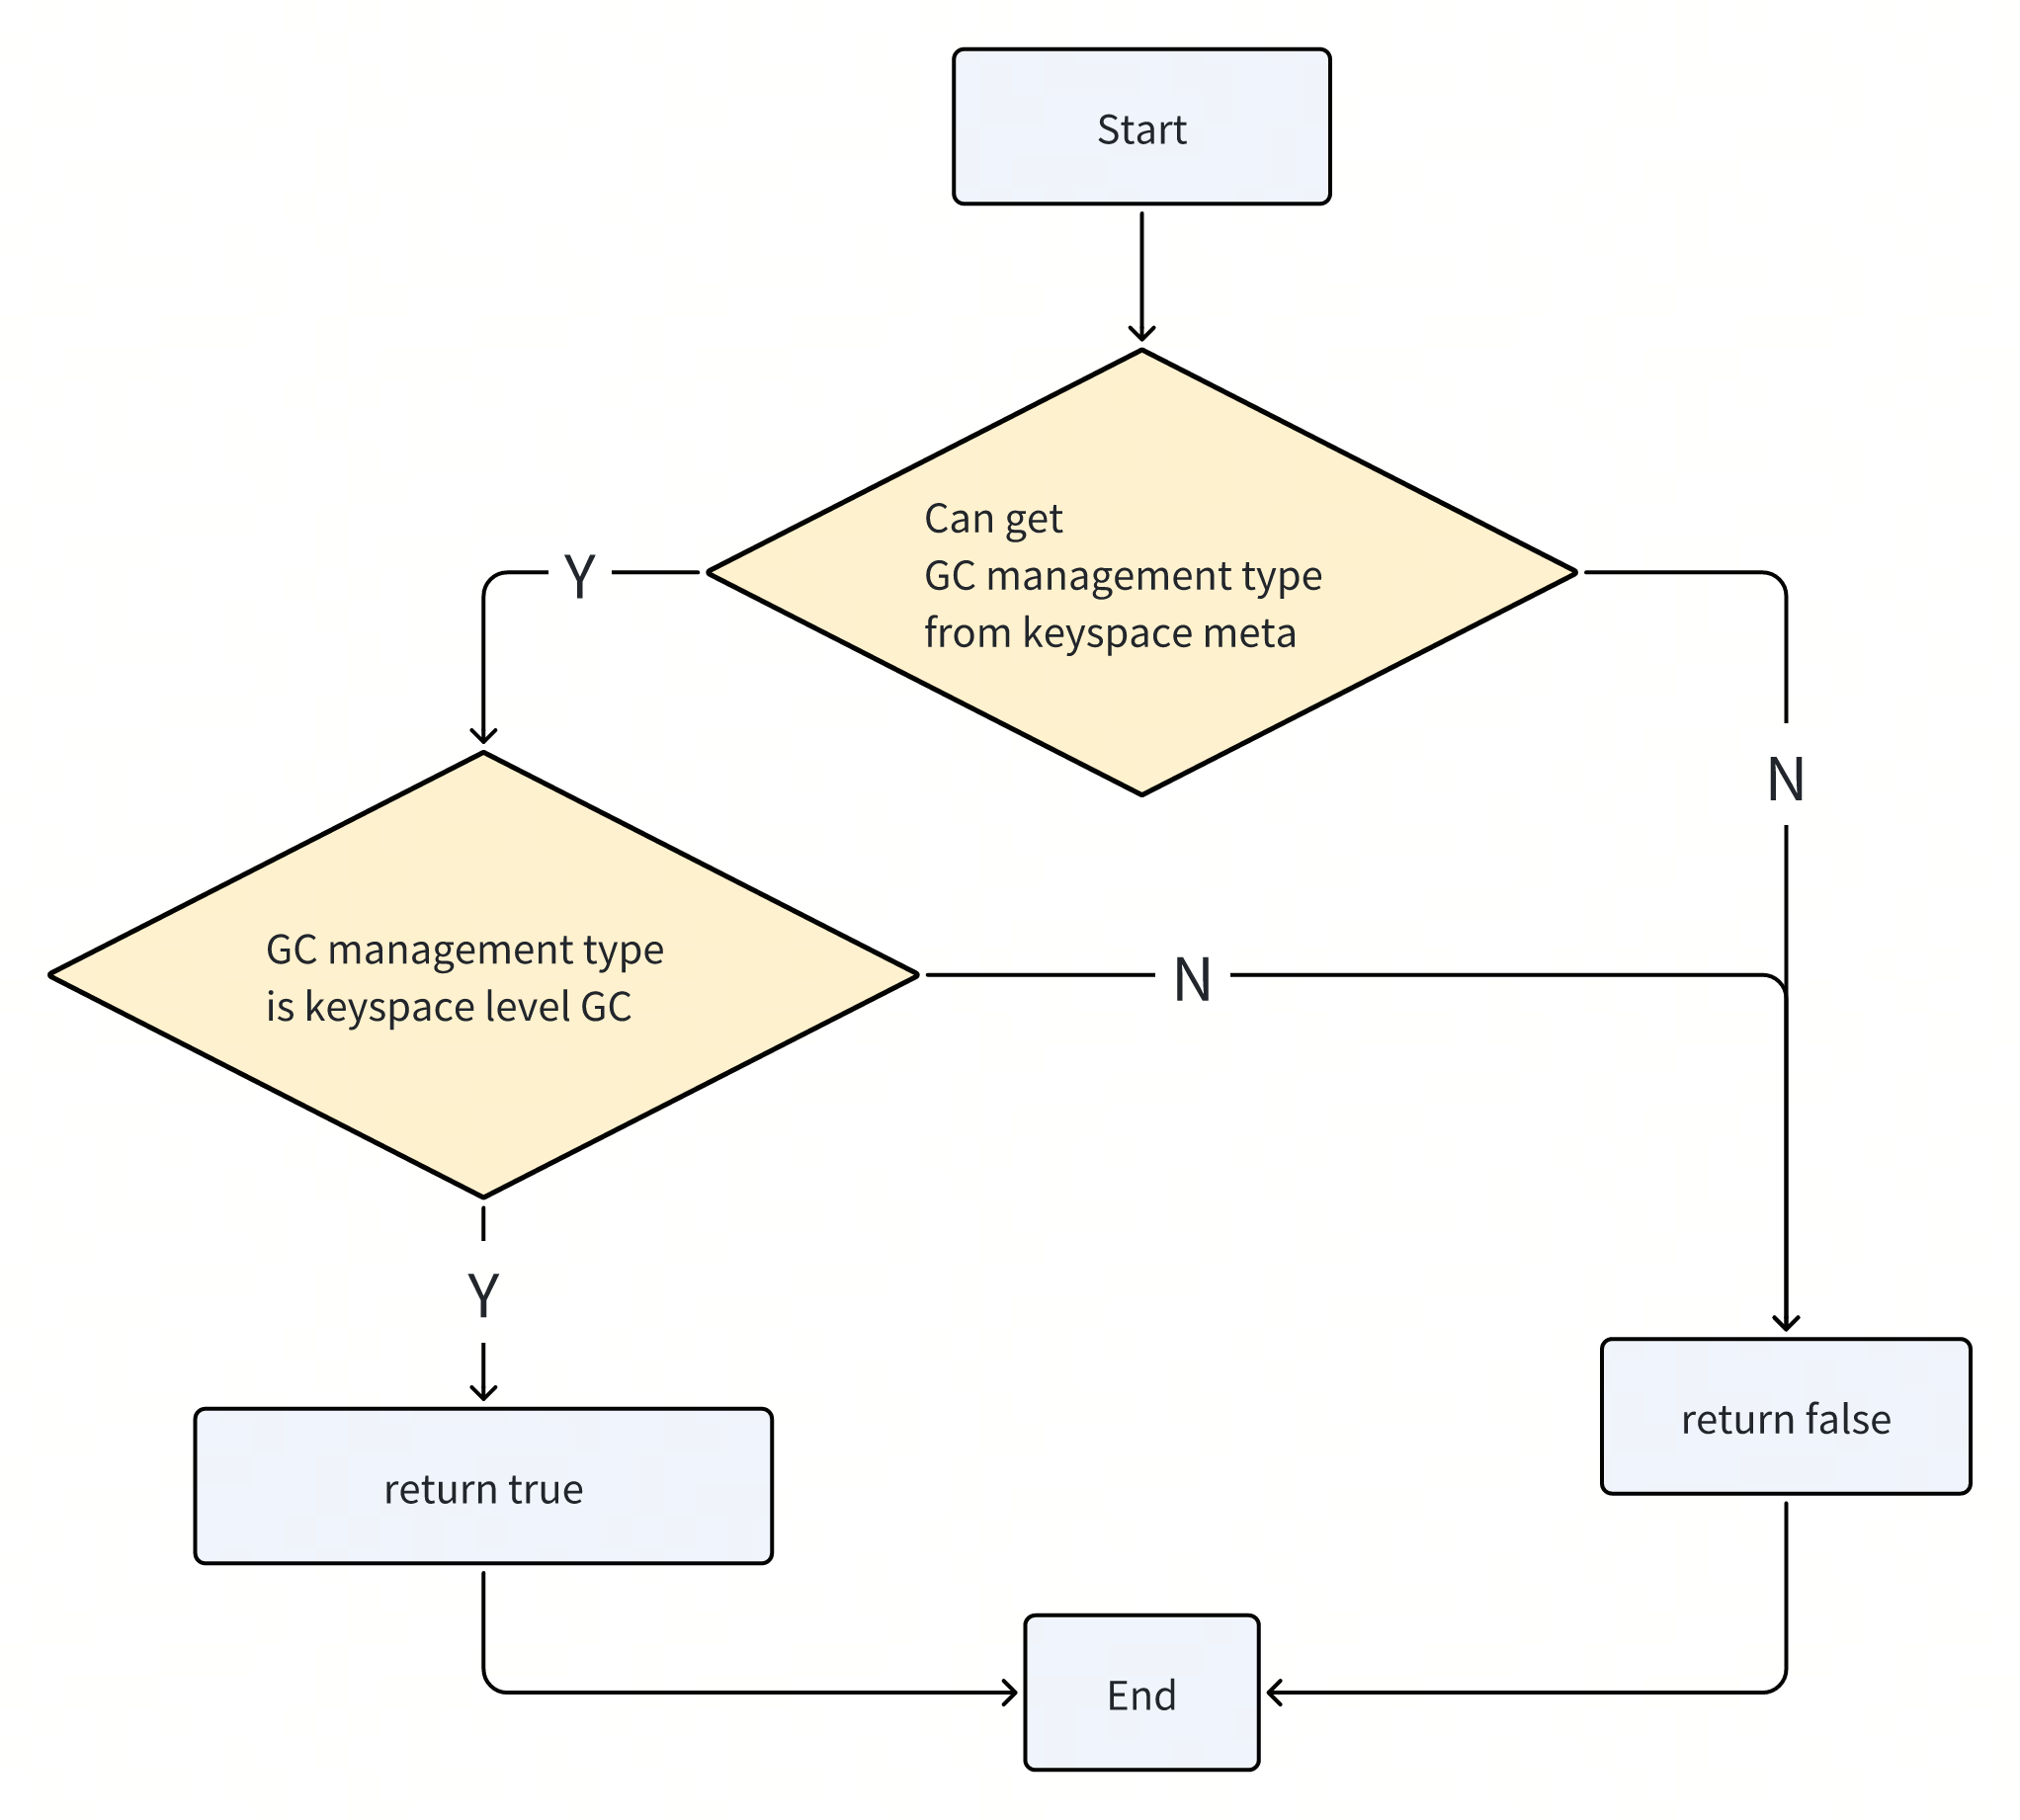 Start
Can get
GC management type
from keyspace meta
Y
N
GC management type
is keyspace level GC
N
Y
return false
return true
End